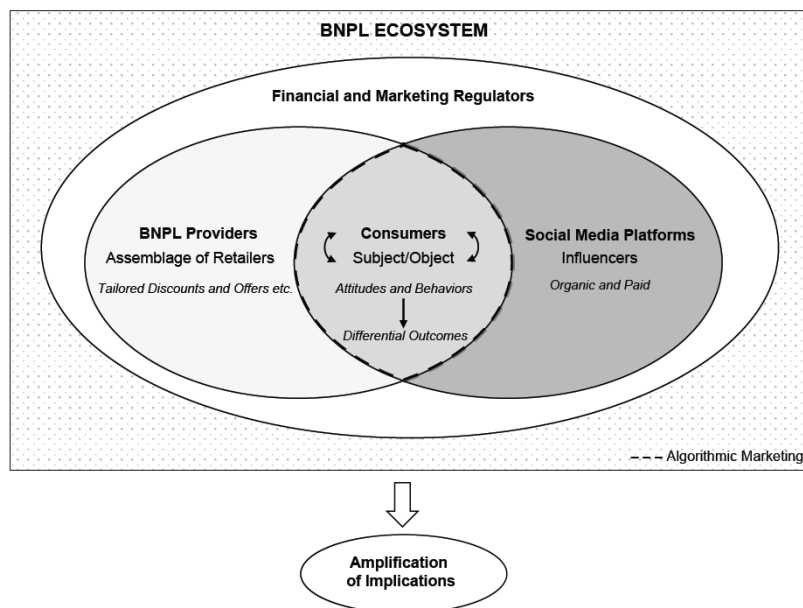 BNPL ECOSYSTEM
Financial and Marketing Regulators
BNPL Providers
Assemblage of Retailers
Tailored Discounts and Offers etc.
Consumers
Subject/Object
Attitudes and Behaviors
Differential Outcomes
Social Media Platforms
Influencers
Organic and Paid
Algorithmic Marketing
Amplification
of Implications